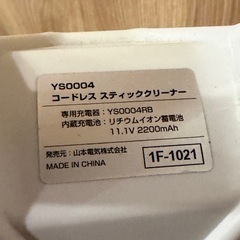 YS0004
コードレス スティッククリーナー
専用充電器：YS0004RB
内蔵充電池：リチウムイオン蓄電池
11.1V 2200mAh
発売元：山本電気株式会社
MADE IN CHINA
1F-1021